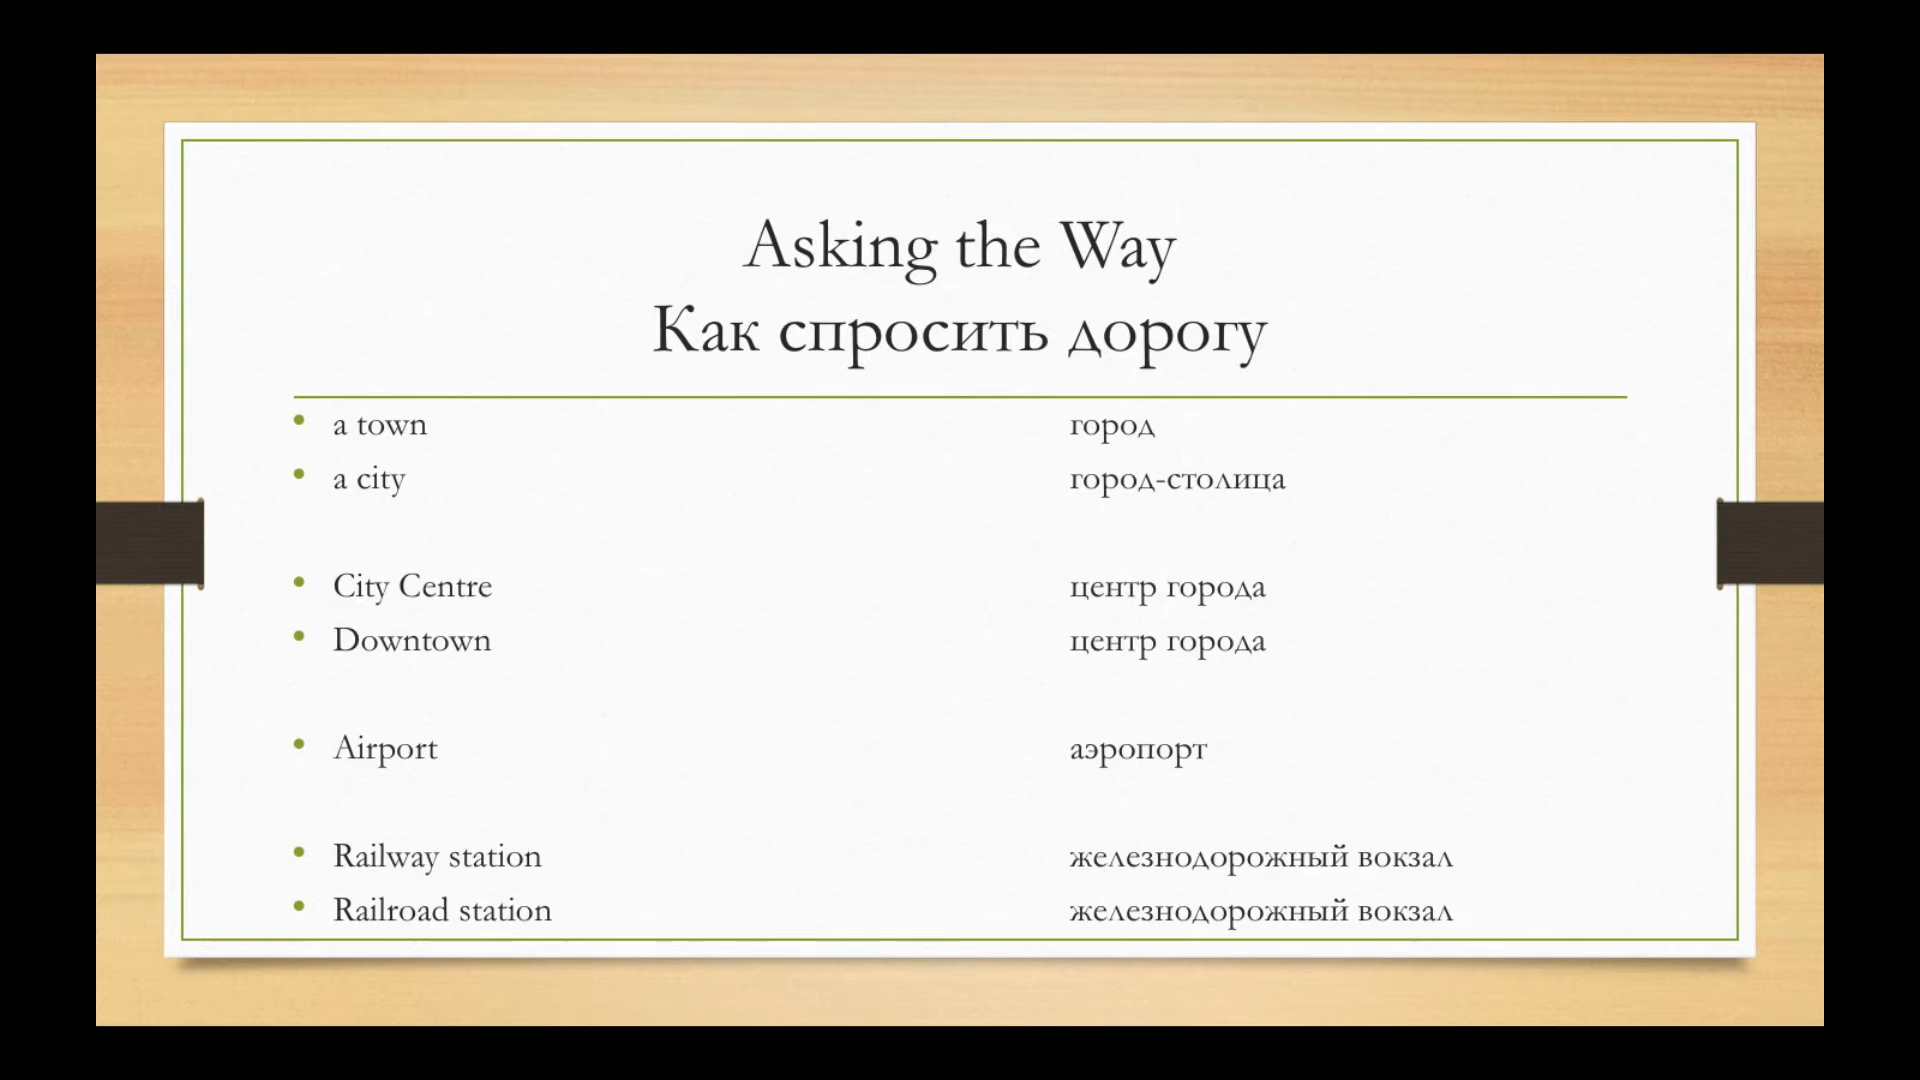 Asking the Way
Как спросить дорогу
a town город
a city город-столица
City Centre центр города
Downtown центр города
Airport аэропорт
Railway station железнодорожный вокзал
Railroad station железнодорожный вокзал